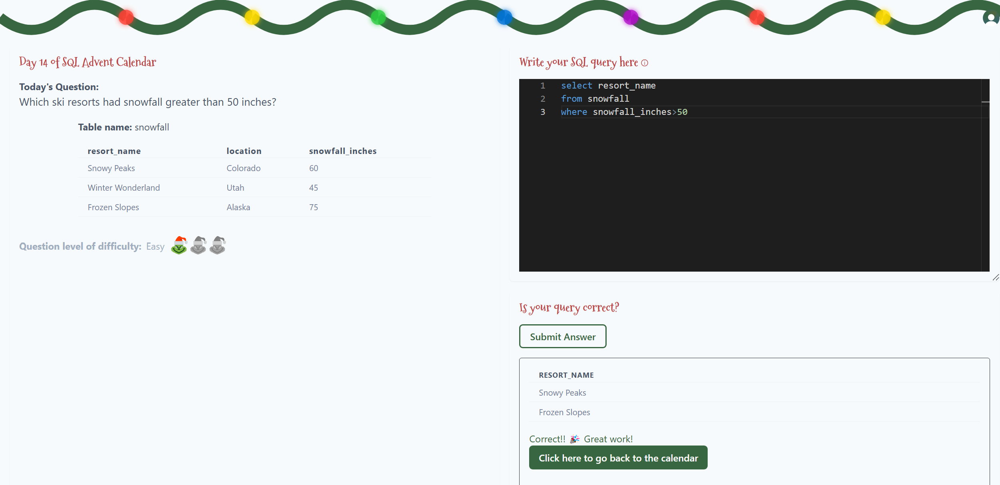 Day 14 of SQL Advent Calendar
Today's Question:
Which ski resorts had snowfall greater than 50 inches?
Table name: snowfall
resort_name location snowfall_inches
Snowy Peaks Colorado 60
Winter Wonderland Utah 45
Frozen Slopes Alaska 75
Question level of difficulty: Easy
Write your SQL query here
1 select resort_name
2 from snowfall
3 where snowfall_inches>50
Is your query correct?
Submit Answer
RESORT_NAME
Snowy Peaks
Frozen Slopes
Correct!! 🎉 Great work!
Click here to go back to the calendar